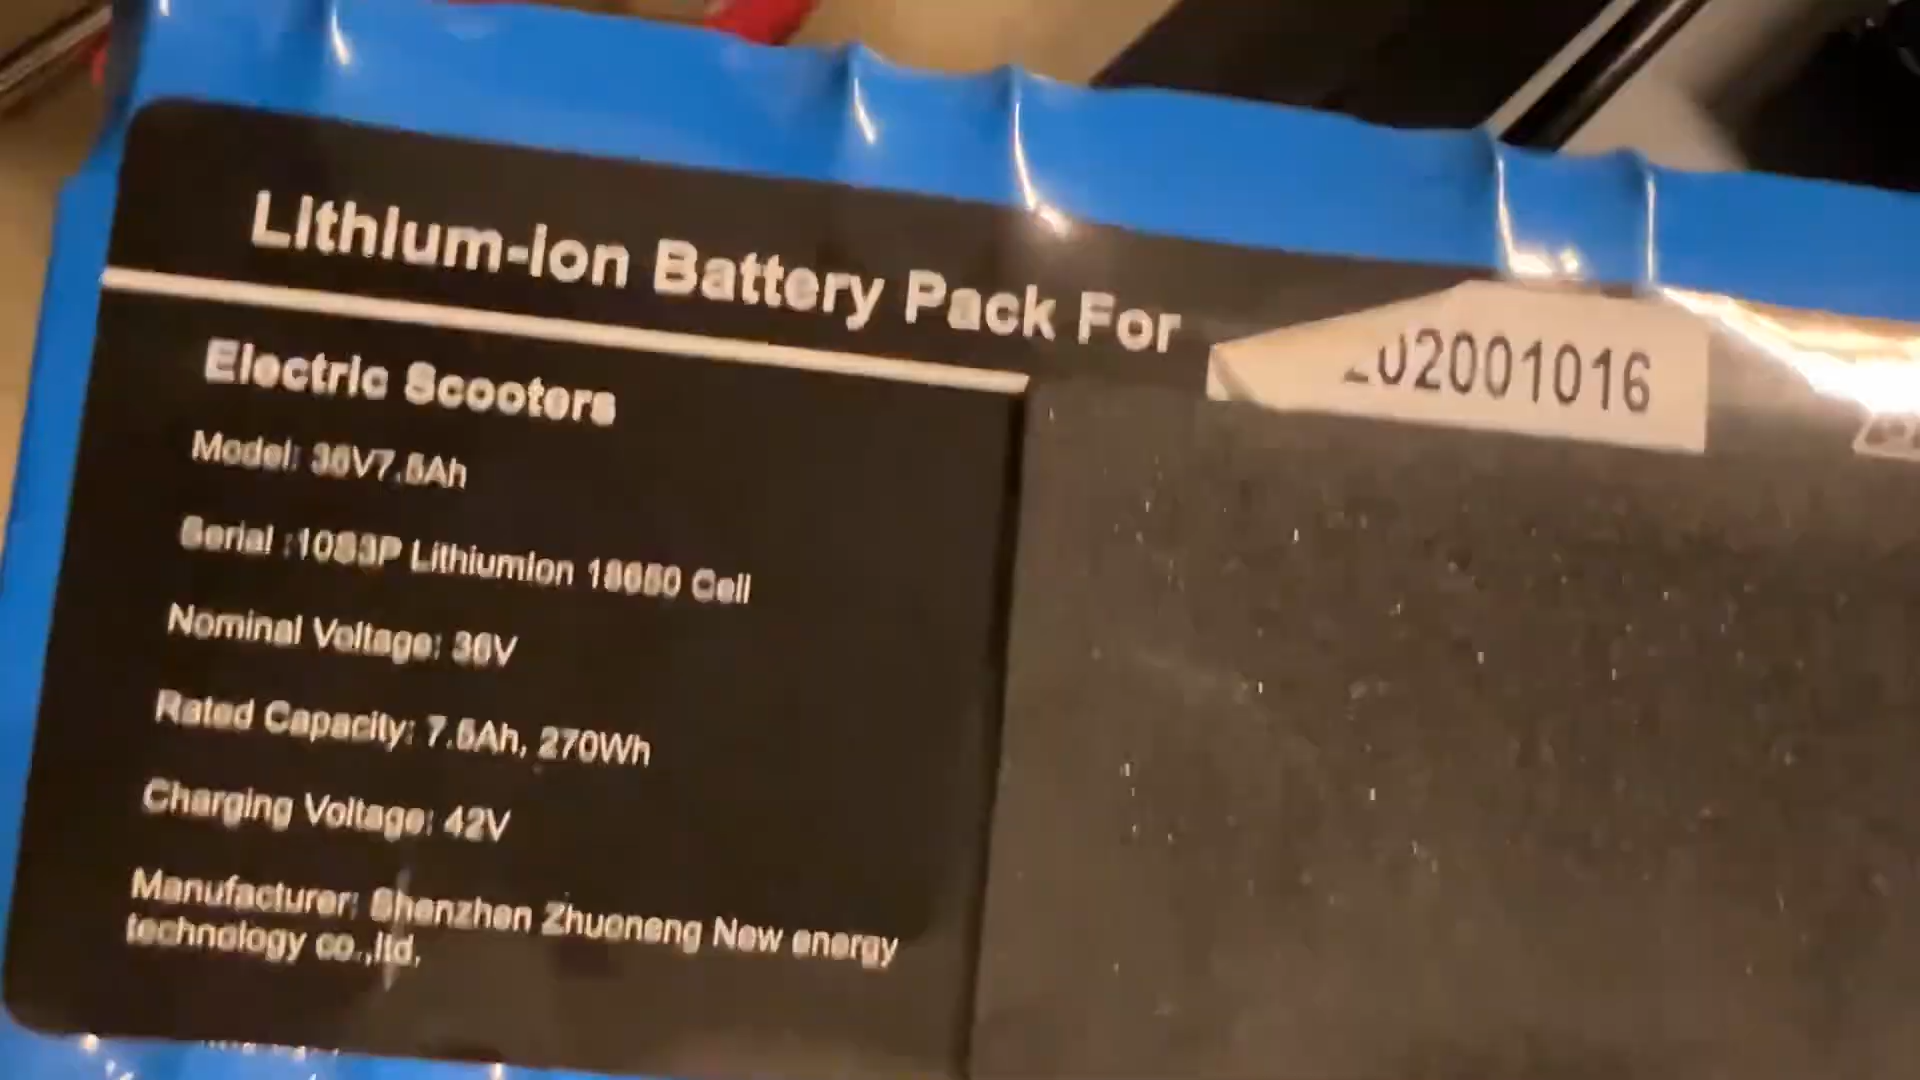 Lithium-ion Battery Pack For
202001016
Electric Scooters
Model: 36V7.5Ah
Serial :10S3P LithiumIon 18650 Cell
Nominal Voltage: 36V
Rated Capacity: 7.5Ah, 270Wh
Charging Voltage: 42V
Manufacturer: Shenzhen Zhuoneng New energy
technology co.,ltd,